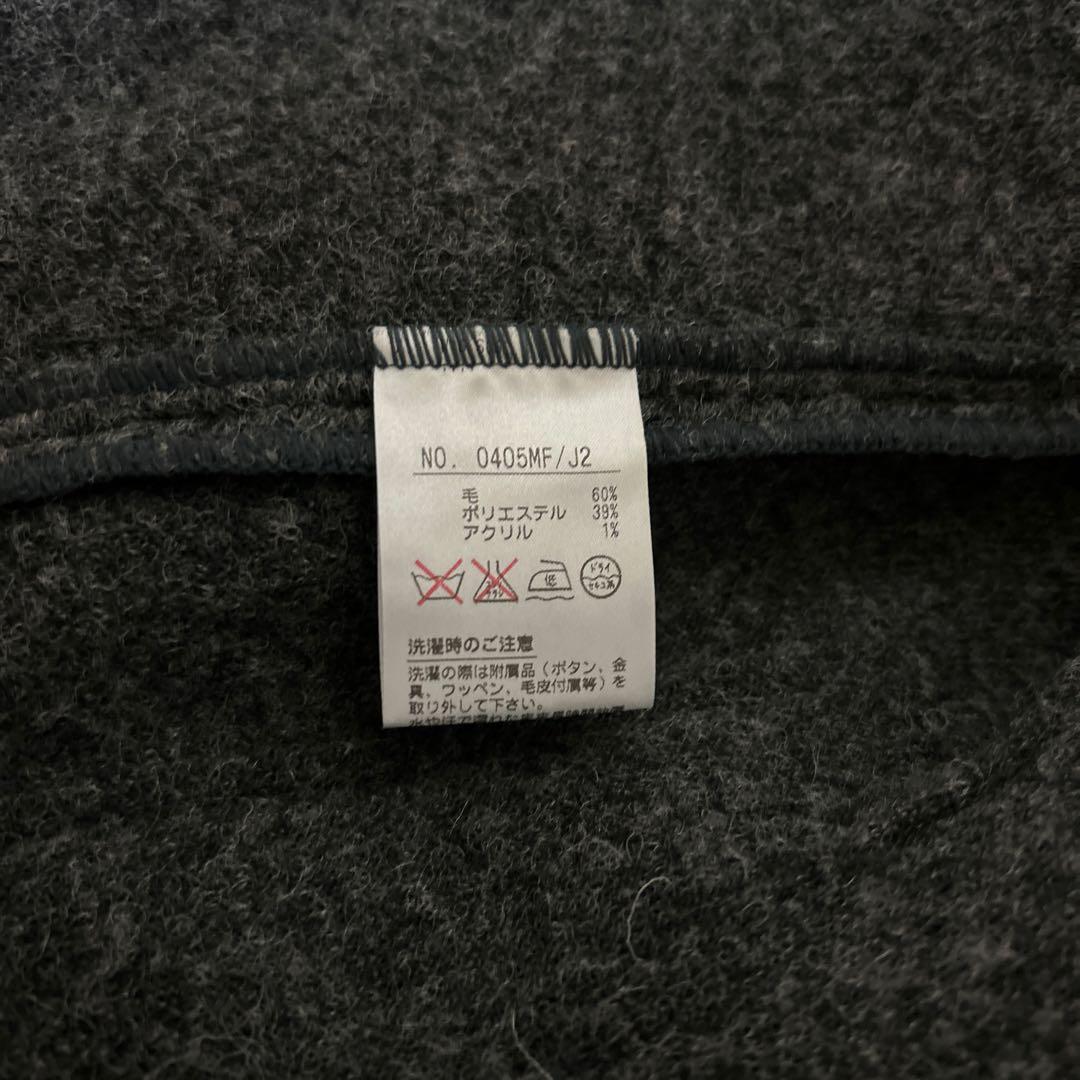 NO. 0405MF/J2
毛 60%
ポリエステル 39%
アクリル 1%
低
ドライ
セキユ系
洗濯時のご注意
洗濯の際は附属品（ボタン、金
具、ワッペン、毛皮付属等）を
取り外して下さい。